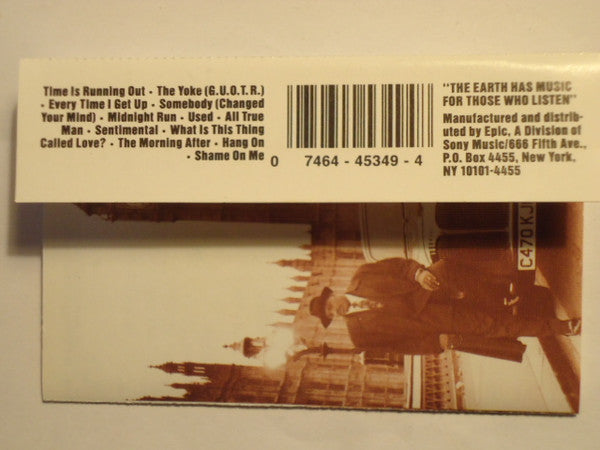 Time Is Running Out • The Yoke (G.U.O.T.R.)
• Every Time I Get Up • Somebody (Changed
Your Mind) • Midnight Run • Used • All True
Man • Sentimental • What Is This Thing
Called Love? • The Morning After • Hang On
• Shame On Me
0 7464 - 45349 - 4
"THE EARTH HAS MUSIC
FOR THOSE WHO LISTEN"
Manufactured and distrib-
uted by Epic, A Division of
Sony Music/666 Fifth Ave.,
P.O. Box 4455, New York,
NY 10101-4455
C470 KJ